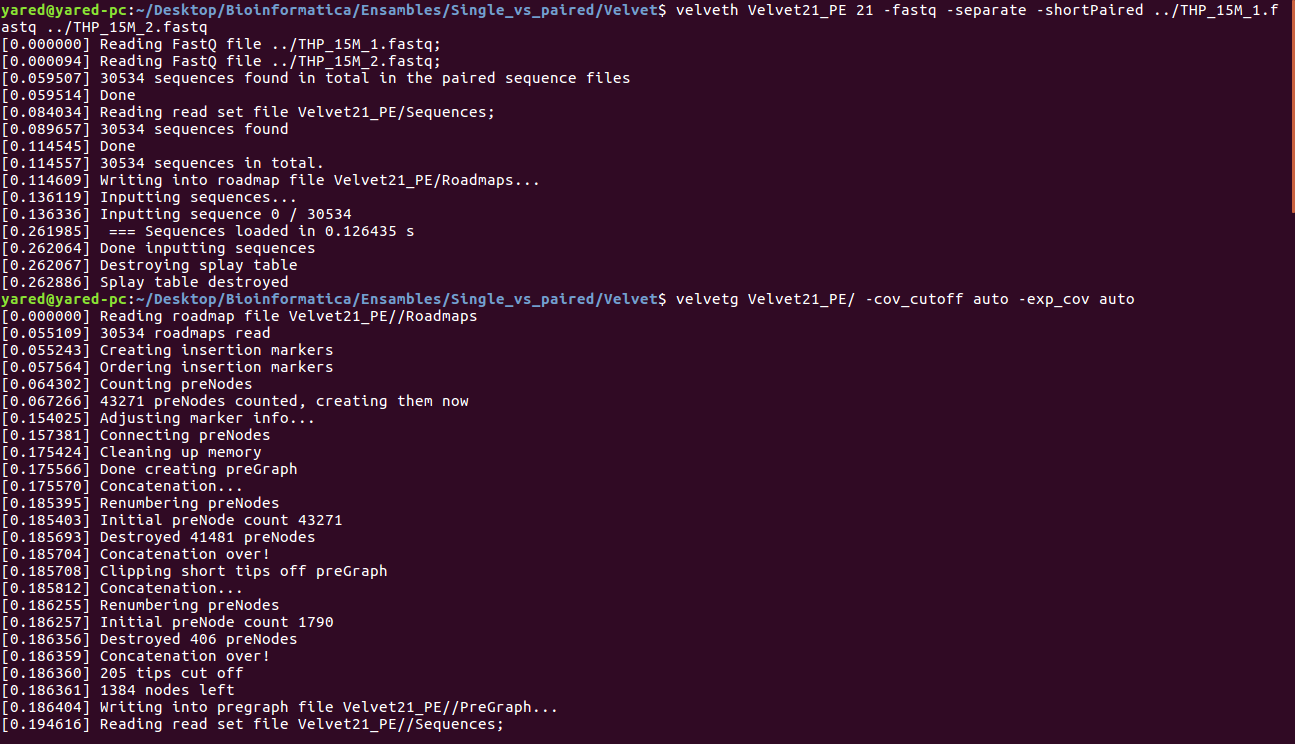 yared@yared-pc:~/Desktop/Bioinformatica/Ensambles/Single_vs_paired/Velvet$ velveth Velvet21_PE 21 -fastq -separate -shortPaired ../THP_15M_1.f
astq ../THP_15M_2.fastq
[0.000000] Reading FastQ file ../THP_15M_1.fastq;
[0.000094] Reading FastQ file ../THP_15M_2.fastq;
[0.059507] 30534 sequences found in total in the paired sequence files
[0.059514] Done
[0.084034] Reading read set file Velvet21_PE/Sequences;
[0.089657] 30534 sequences found
[0.114545] Done
[0.114557] 30534 sequences in total.
[0.114609] Writing into roadmap file Velvet21_PE/Roadmaps...
[0.136119] Inputting sequences...
[0.136336] Inputting sequence 0 / 30534
[0.261985]  === Sequences loaded in 0.126435 s
[0.262064] Done inputting sequences
[0.262067] Destroying splay table
[0.262886] Splay table destroyed
yared@yared-pc:~/Desktop/Bioinformatica/Ensambles/Single_vs_paired/Velvet$ velvetg Velvet21_PE/ -cov_cutoff auto -exp_cov auto
[0.000000] Reading roadmap file Velvet21_PE//Roadmaps
[0.055109] 30534 roadmaps read
[0.055243] Creating insertion markers
[0.057564] Ordering insertion markers
[0.064302] Counting preNodes
[0.067266] 43271 preNodes counted, creating them now
[0.154025] Adjusting marker info...
[0.157381] Connecting preNodes
[0.175424] Cleaning up memory
[0.175566] Done creating preGraph
[0.175570] Concatenation...
[0.185395] Renumbering preNodes
[0.185403] Initial preNode count 43271
[0.185693] Destroyed 41481 preNodes
[0.185704] Concatenation over!
[0.185708] Clipping short tips off preGraph
[0.185812] Concatenation...
[0.186255] Renumbering preNodes
[0.186257] Initial preNode count 1790
[0.186356] Destroyed 406 preNodes
[0.186359] Concatenation over!
[0.186360] 205 tips cut off
[0.186361] 1384 nodes left
[0.186404] Writing into pregraph file Velvet21_PE//PreGraph...
[0.194616] Reading read set file Velvet21_PE//Sequences;